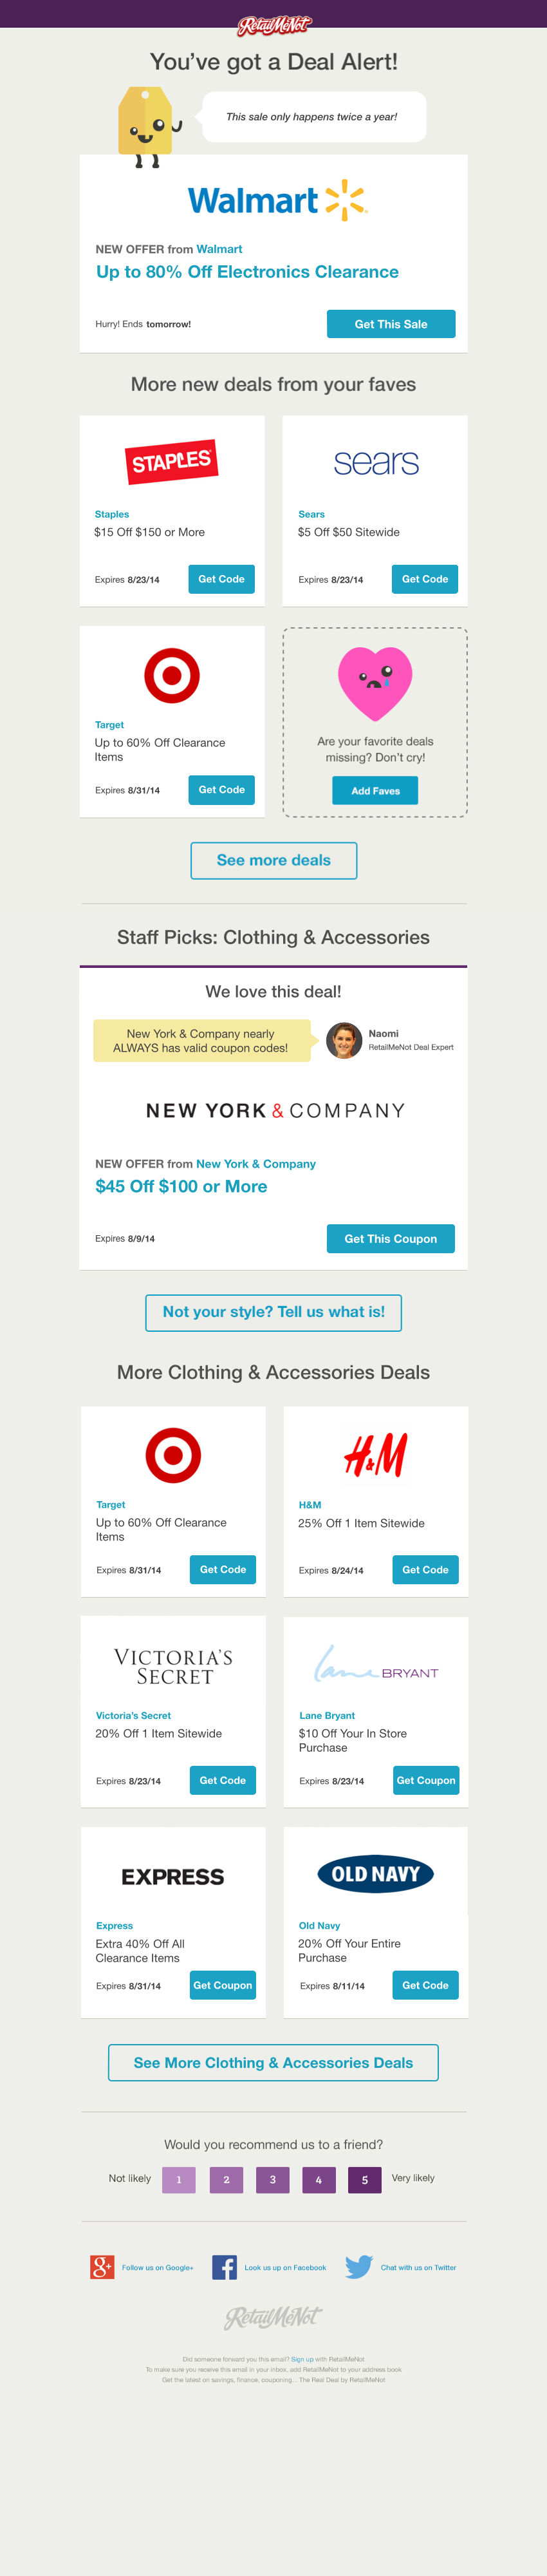 RetailMeNot
You've got a Deal Alert!
This sale only happens twice a year!
Walmart
NEW OFFER from Walmart
Up to 80% Off Electronics Clearance
Hurry! Ends tomorrow!
Get This Sale
More new deals from your faves
STAPLES
Staples
$15 Off $150 or More
Expires 8/23/14
Get Code
sears
Sears
$5 Off $50 Sitewide
Expires 8/23/14
Get Code
Target
Up to 60% Off Clearance
Items
Expires 8/31/14
Get Code
Are your favorite deals
missing? Don't cry!
Add Faves
See more deals
Staff Picks: Clothing & Accessories
We love this deal!
New York & Company nearly
ALWAYS has valid coupon codes!
Naomi
RetailMeNot Deal Expert
NEW YORK & COMPANY
NEW OFFER from New York & Company
$45 Off $100 or More
Expires 8/9/14
Get This Coupon
Not your style? Tell us what is!
More Clothing & Accessories Deals
Target
Up to 60% Off Clearance
Items
Expires 8/31/14
Get Code
H&M
H&M
25% Off 1 Item Sitewide
Expires 8/24/14
Get Code
VICTORIA'S
SECRET
Victoria's Secret
20% Off 1 Item Sitewide
Expires 8/23/14
Get Code
lane BRYANT
Lane Bryant
$10 Off Your In Store
Purchase
Expires 8/23/14
Get Coupon
EXPRESS
Express
Extra 40% Off All
Clearance Items
Expires 8/31/14
Get Coupon
OLD NAVY
Old Navy
20% Off Your Entire
Purchase
Expires 8/11/14
Get Code
See More Clothing & Accessories Deals
Would you recommend us to a friend?
Not likely 1 2 3 4 5 Very likely
g+ Follow us on Google+
f Look us up on Facebook
Chat with us on Twitter
RetailMeNot
Did someone forward you this email? Sign up with RetailMeNot
To make sure you receive this email in your inbox, add RetailMeNot to your address book
Get the latest on savings, finance, couponing... The Real Deal by RetailMeNot